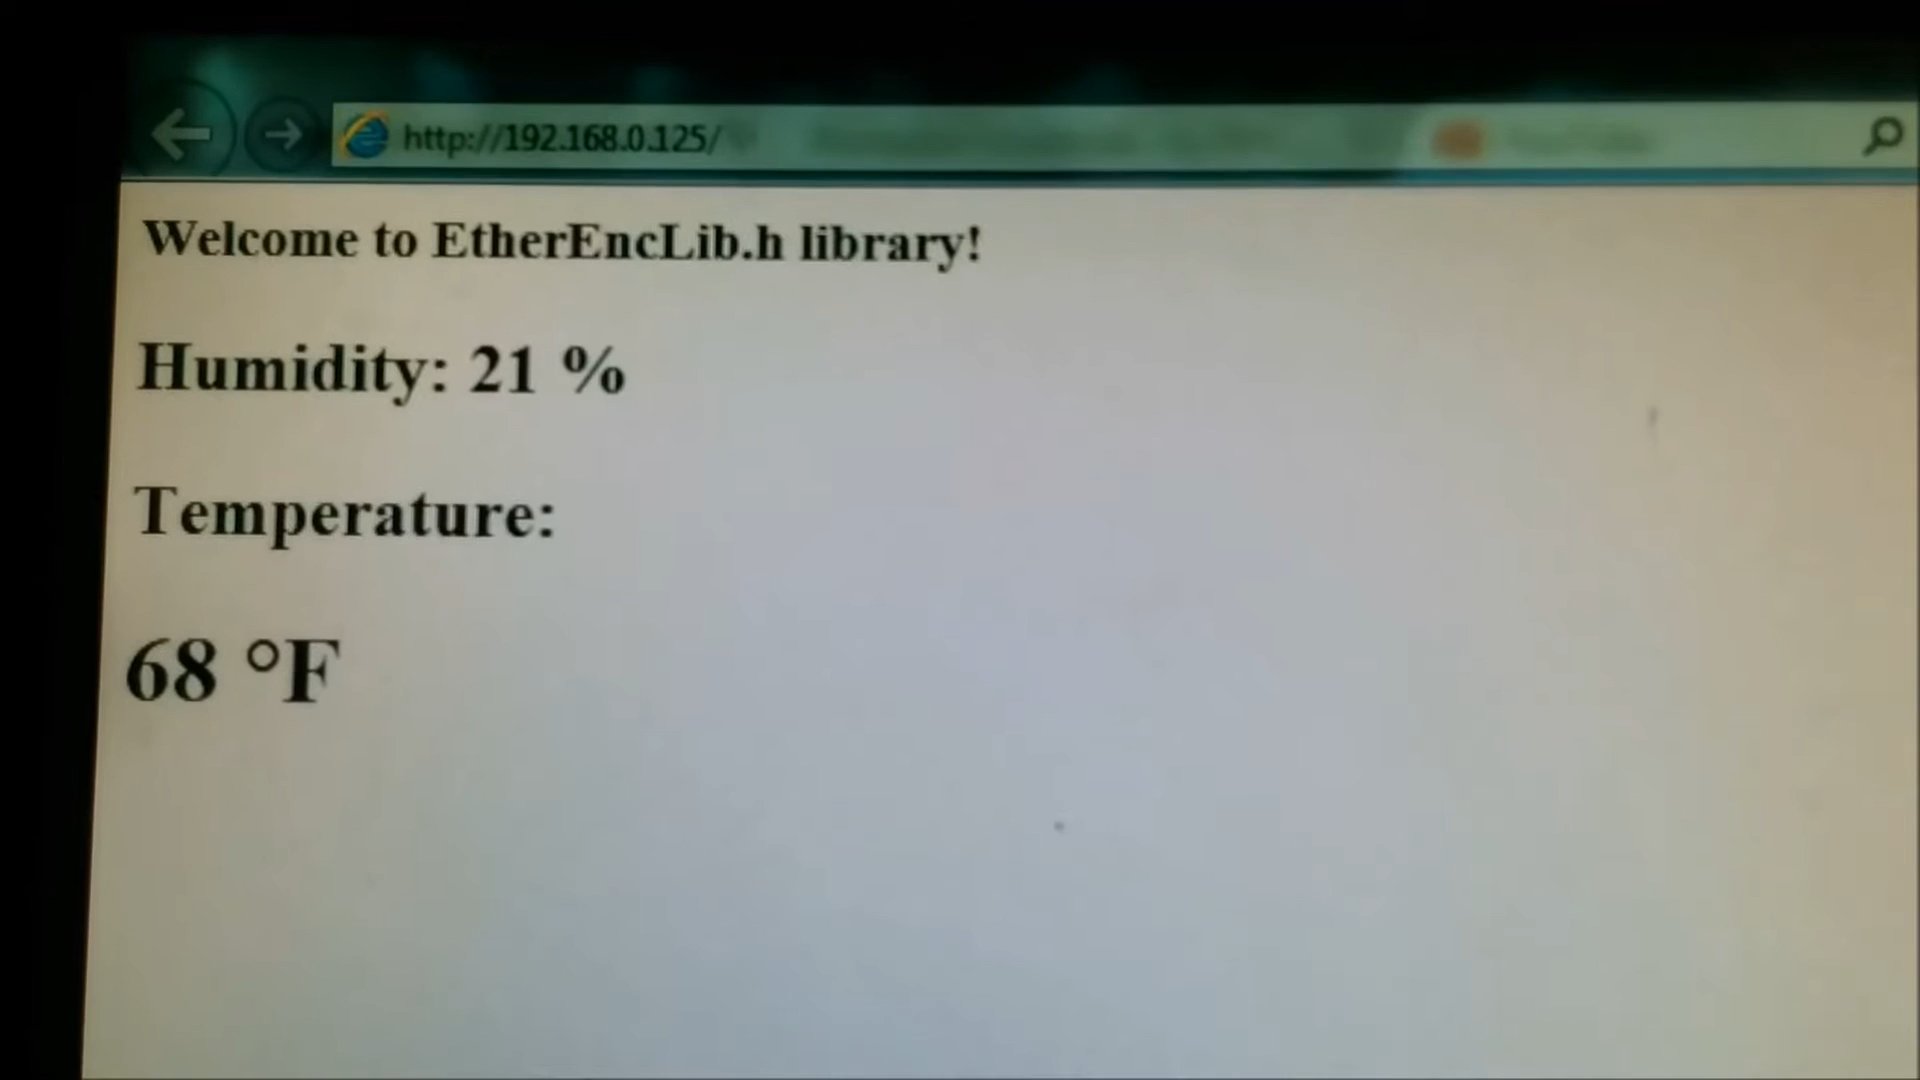 http://192.168.0.125/
Welcome to EtherEncLib.h library!
Humidity: 21 %
Temperature:
68 °F